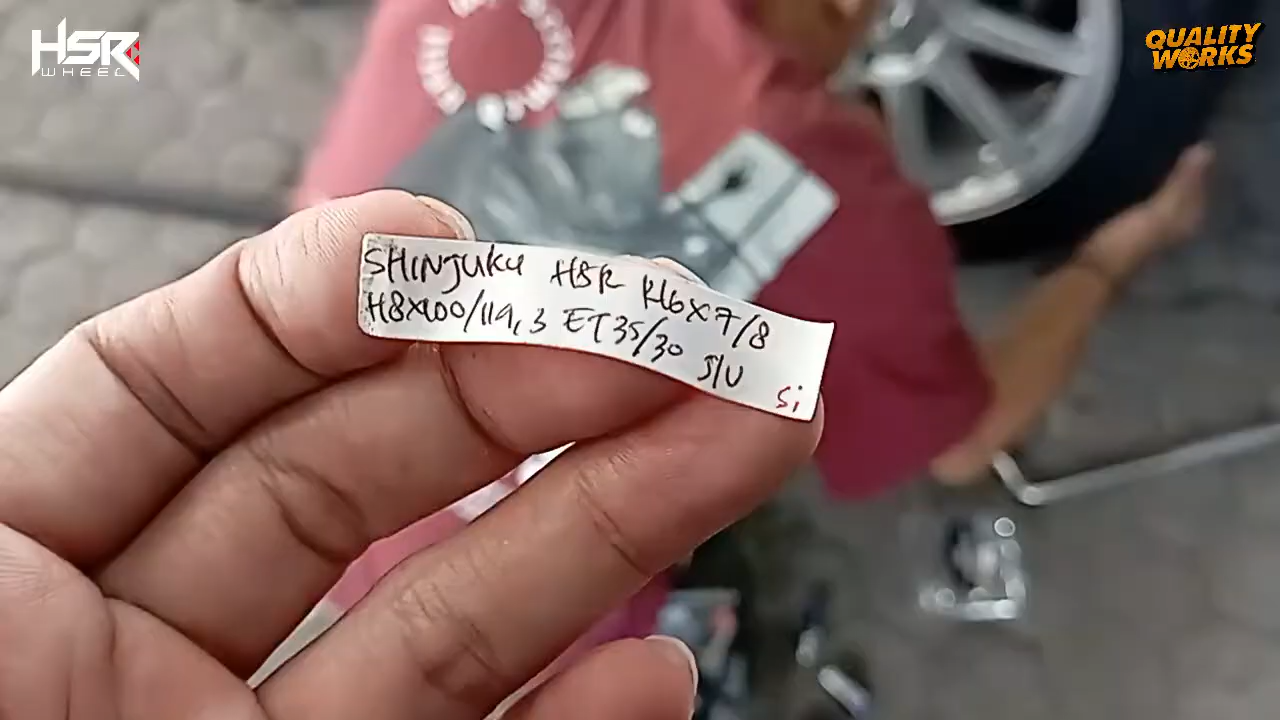 HSR
WHEEL
QUALITY
WORKS
SHINJUKU HSR R16X7/8
H8X100/114,3 ET35/30 S/U
Si